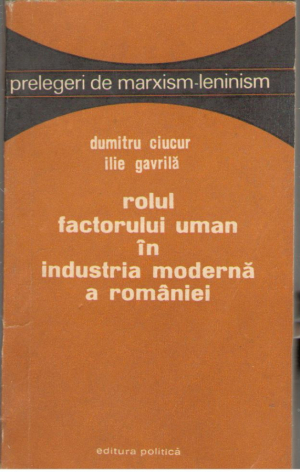 prelegeri de marxism-leninism
dumitru ciucur
ilie gavrilă
rolul
factorului uman
în
industria modernă
a româniei
editura politică